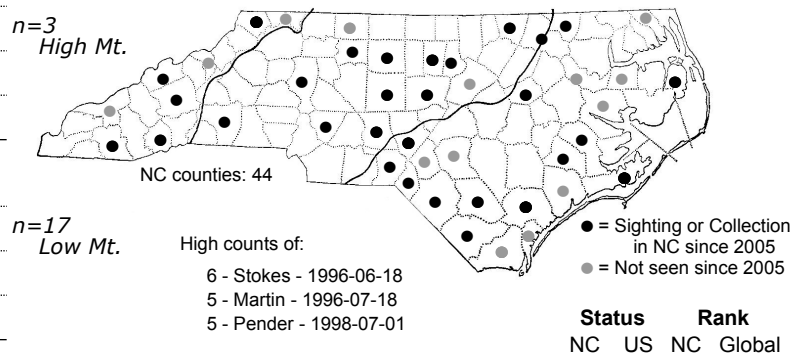 n=3
High Mt.
NC counties: 44
n=17
Low Mt.
High counts of:
6 - Stokes - 1996-06-18
5 - Martin - 1996-07-18
5 - Pender - 1998-07-01
= Sighting or Collection
in NC since 2005
= Not seen since 2005
Status Rank
NC US NC Global